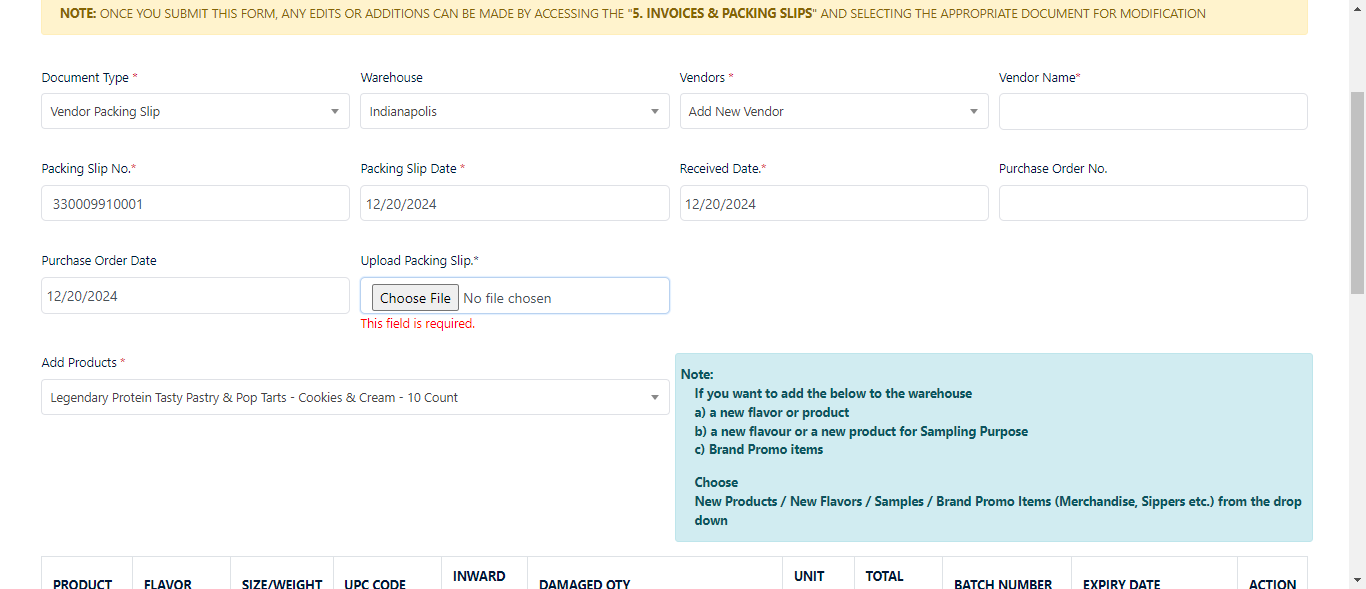 NOTE: ONCE YOU SUBMIT THIS FORM, ANY EDITS OR ADDITIONS CAN BE MADE BY ACCESSING THE "5. INVOICES & PACKING SLIPS" AND SELECTING THE APPROPRIATE DOCUMENT FOR MODIFICATION
Document Type * Warehouse Vendors * Vendor Name*
Vendor Packing Slip Indianapolis Add New Vendor
Packing Slip No.* Packing Slip Date * Received Date.* Purchase Order No.
330009910001 12/20/2024 12/20/2024
Purchase Order Date Upload Packing Slip.*
12/20/2024 Choose File No file chosen
This field is required.
Add Products *
Legendary Protein Tasty Pastry & Pop Tarts - Cookies & Cream - 10 Count
Note:
If you want to add the below to the warehouse
a) a new flavor or product
b) a new flavour or a new product for Sampling Purpose
c) Brand Promo items
Choose
New Products / New Flavors / Samples / Brand Promo Items (Merchandise, Sippers etc.) from the drop
down
PRODUCT FLAVOR SIZE/WEIGHT UPC CODE INWARD DAMAGED QTY UNIT TOTAL BATCH NUMBER EXPIRY DATE ACTION